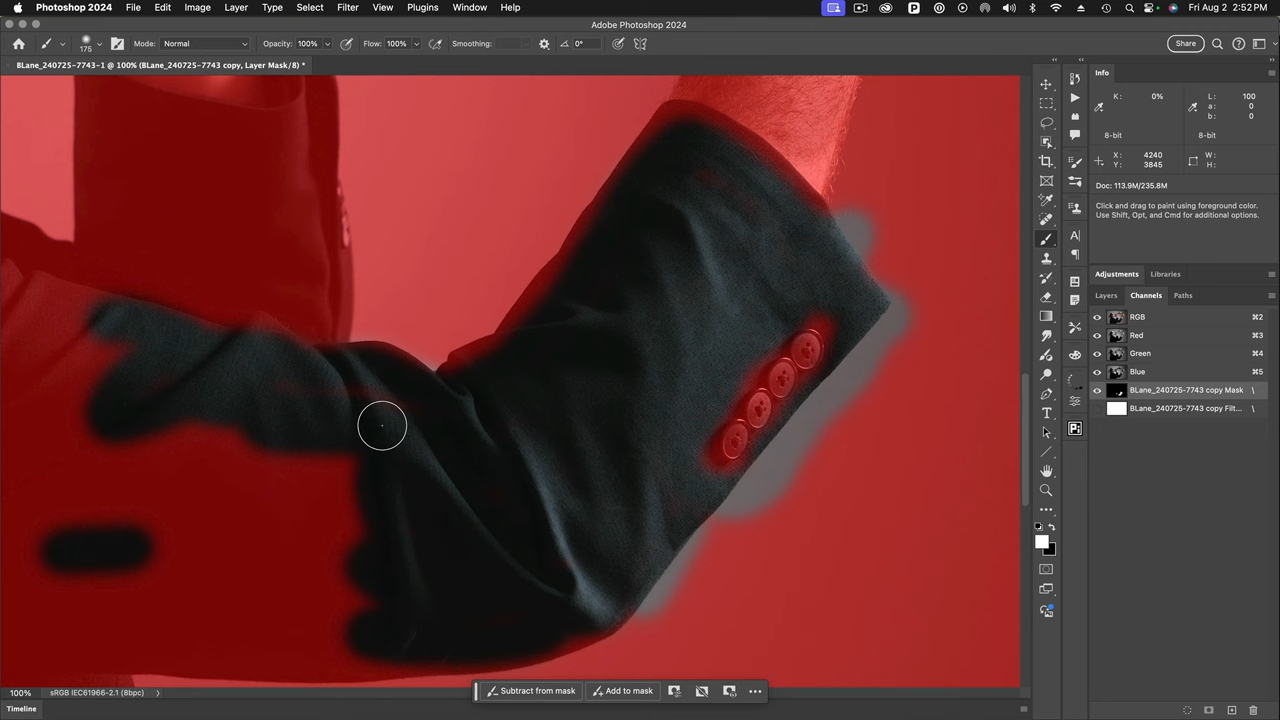 Photoshop 2024 File Edit Image Layer Type Select Filter View Plugins Window Help Fri Aug 2 2:52 PM
Adobe Photoshop 2024
175 Mode: Normal Opacity: 100% Flow: 100% Smoothing: 0° Share
BLane_240725-7743-1 @ 100% (BLane_240725-7743 copy, Layer Mask/8) *
Info
K: 0% L: 100
a: 0
b: 0
8-bit 8-bit
X: 4240 W:
Y: 3845 H:
Doc: 113.9M/235.8M
Click and drag to paint using foreground color.
Use Shift, Opt, and Cmd for additional options.
Adjustments Libraries
Layers Channels Paths
RGB ⌘2
Red ⌘3
Green ⌘4
Blue ⌘5
BLane_240725-7743 copy Mask \
BLane_240725-7743 copy Filt... \
Subtract from mask Add to mask
100% sRGB IEC61966-2.1 (8bpc)
Timeline